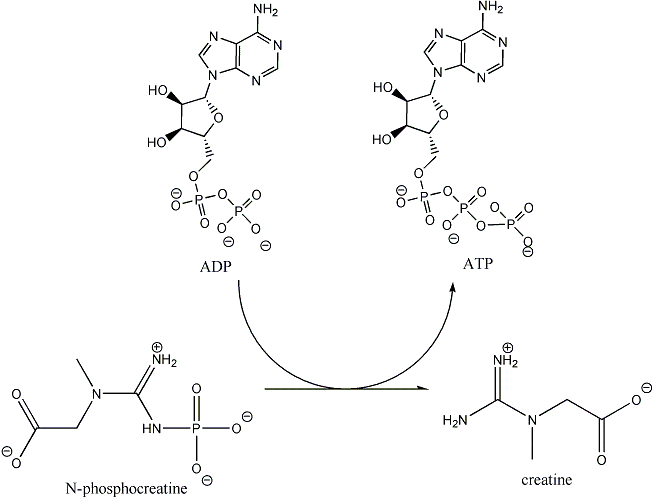 NH2
N N
N N
HO
O
HO
O
⊖ O
O P P O
O O O
⊖ ⊖
ADP
NH2
N N
N N
HO
O
HO
O
⊖ O O O
O P P P O
O O O O
⊖ ⊖
ATP
⊕
NH2
O N O
HN P O ⊖
⊖ O O
⊖
N-phosphocreatine
⊕
NH2
O ⊖
H2N N
O
creatine